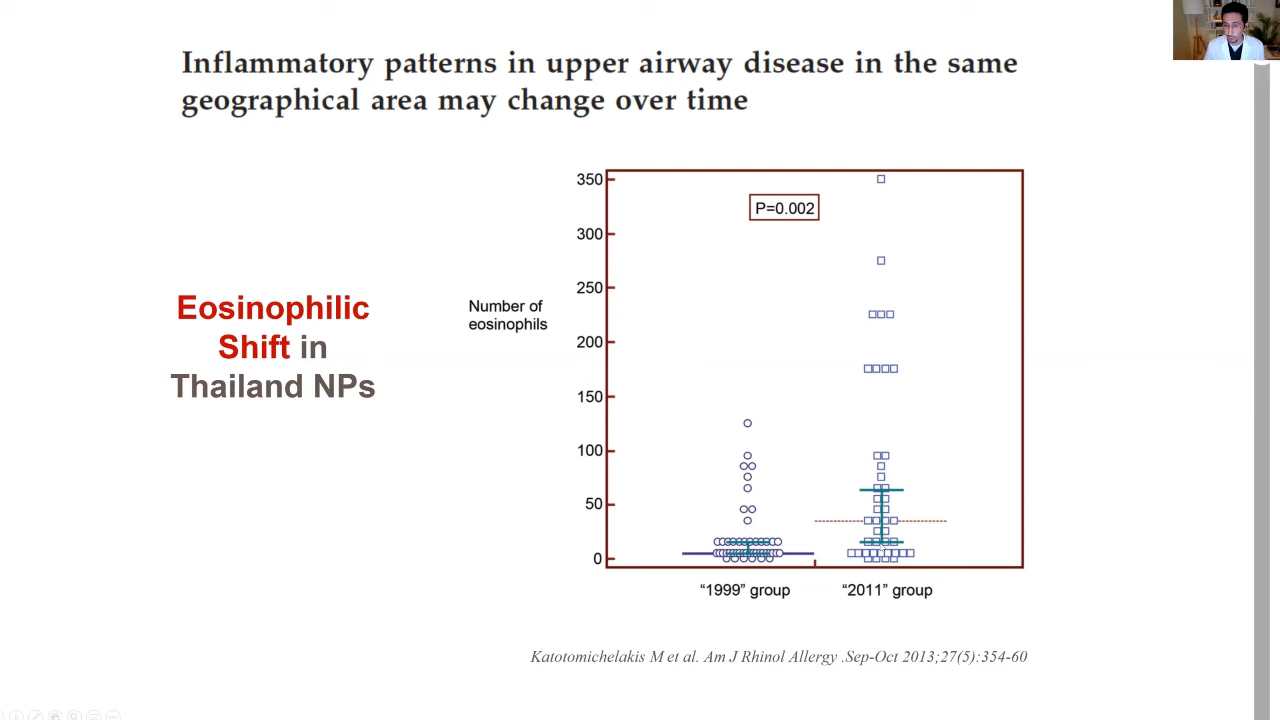 Inflammatory patterns in upper airway disease in the same
geographical area may change over time
Eosinophilic
Shift in
Thailand NPs
Number of
eosinophils
350
300
250
200
150
100
50
0
P=0.002
“1999” group
“2011” group
Katotomichelakis M et al. Am J Rhinol Allergy .Sep-Oct 2013;27(5):354-60